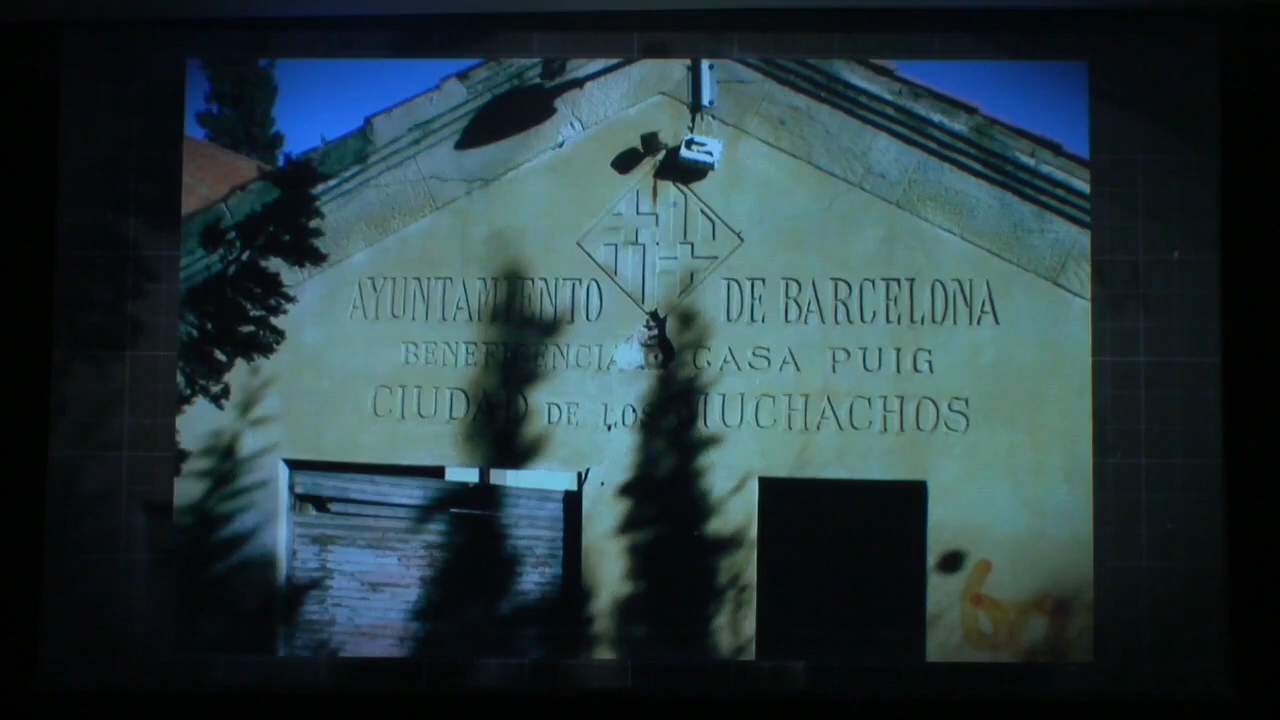 AYUNTAMIENTO DE BARCELONA
BENEFICENCIA CASA PUIG
CIUDAD DE LOS MUCHACHOS